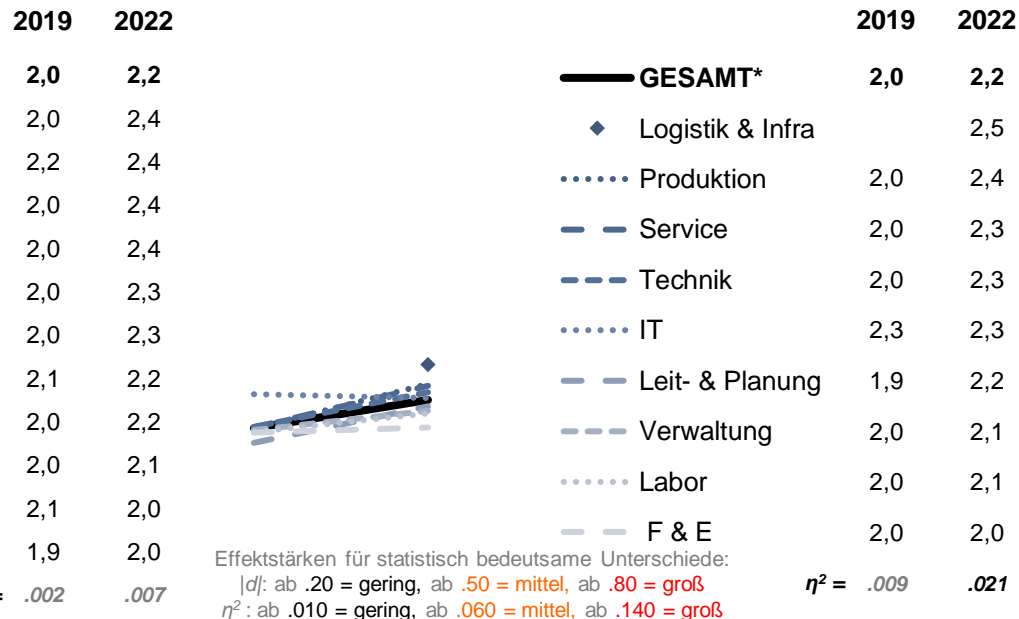 2019 2022
2,0 2,2
2,0 2,4
2,2 2,4
2,0 2,4
2,0 2,4
2,0 2,3
2,0 2,3
2,1 2,2
2,0 2,2
2,0 2,1
2,1 2,0
1,9 2,0
= .002 .007
2019 2022
GESAMT* 2,0 2,2
Logistik & Infra 2,5
Produktion 2,0 2,4
Service 2,0 2,3
Technik 2,0 2,3
IT 2,3 2,3
Leit- & Planung 1,9 2,2
Verwaltung 2,0 2,1
Labor 2,0 2,1
F & E 2,0 2,0
η² = .009 .021
Effektstärken für statistisch bedeutsame Unterschiede:
|d|: ab .20 = gering, ab .50 = mittel, ab .80 = groß
η² : ab .010 = gering, ab .060 = mittel, ab .140 = groß